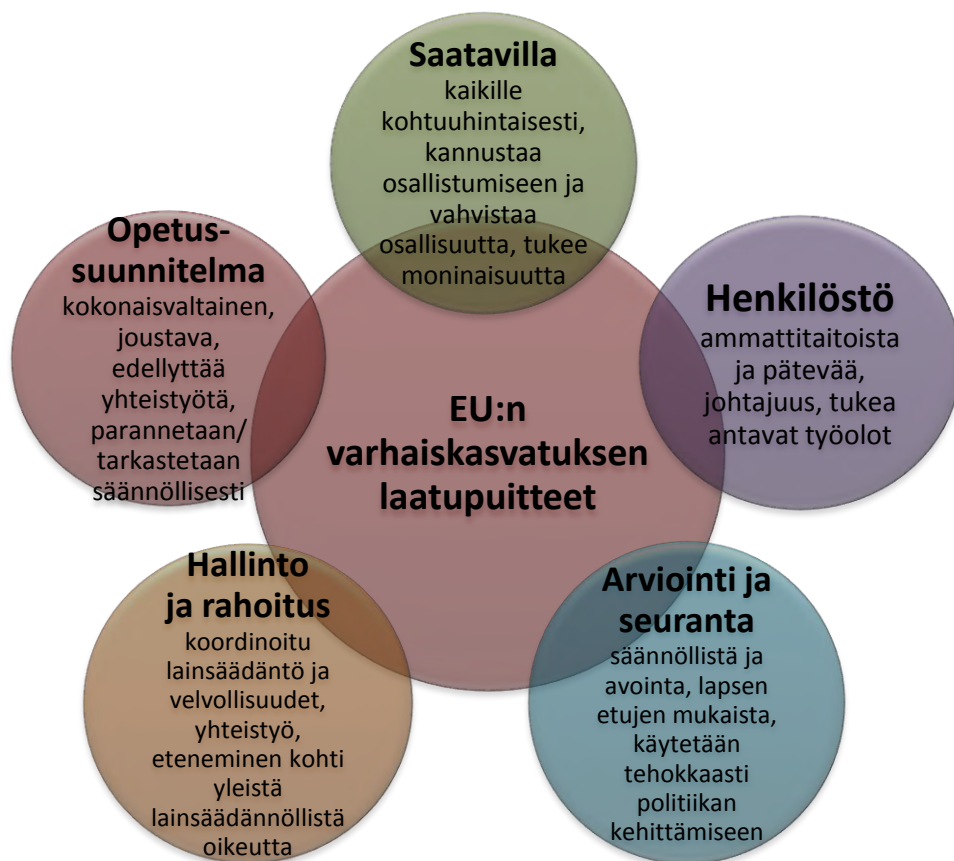 Saatavilla
kaikille
kohtuuhintaisesti,
kannustaa
osallistumiseen ja
vahvistaa
osallisuutta, tukee
moninaisuutta
Opetus-
suunnitelma
kokonaisvaltainen,
joustava,
edellyttää
yhteistyötä,
parannetaan/
tarkastetaan
säännöllisesti
Henkilöstö
ammattitaitoista
ja pätevää,
johtajuus, tukea
antavat työolot
EU:n
varhaiskasvatuksen
laatupuitteet
Hallinto
ja rahoitus
koordinoitu
lainsäädäntö ja
velvollisuudet,
yhteistyö,
eteneminen kohti
yleistä
lainsäädännöllistä
oikeutta
Arviointi ja
seuranta
säännöllistä ja
avointa, lapsen
etujen mukaista,
käytetään
tehokkaasti
politiikan
kehittämiseen